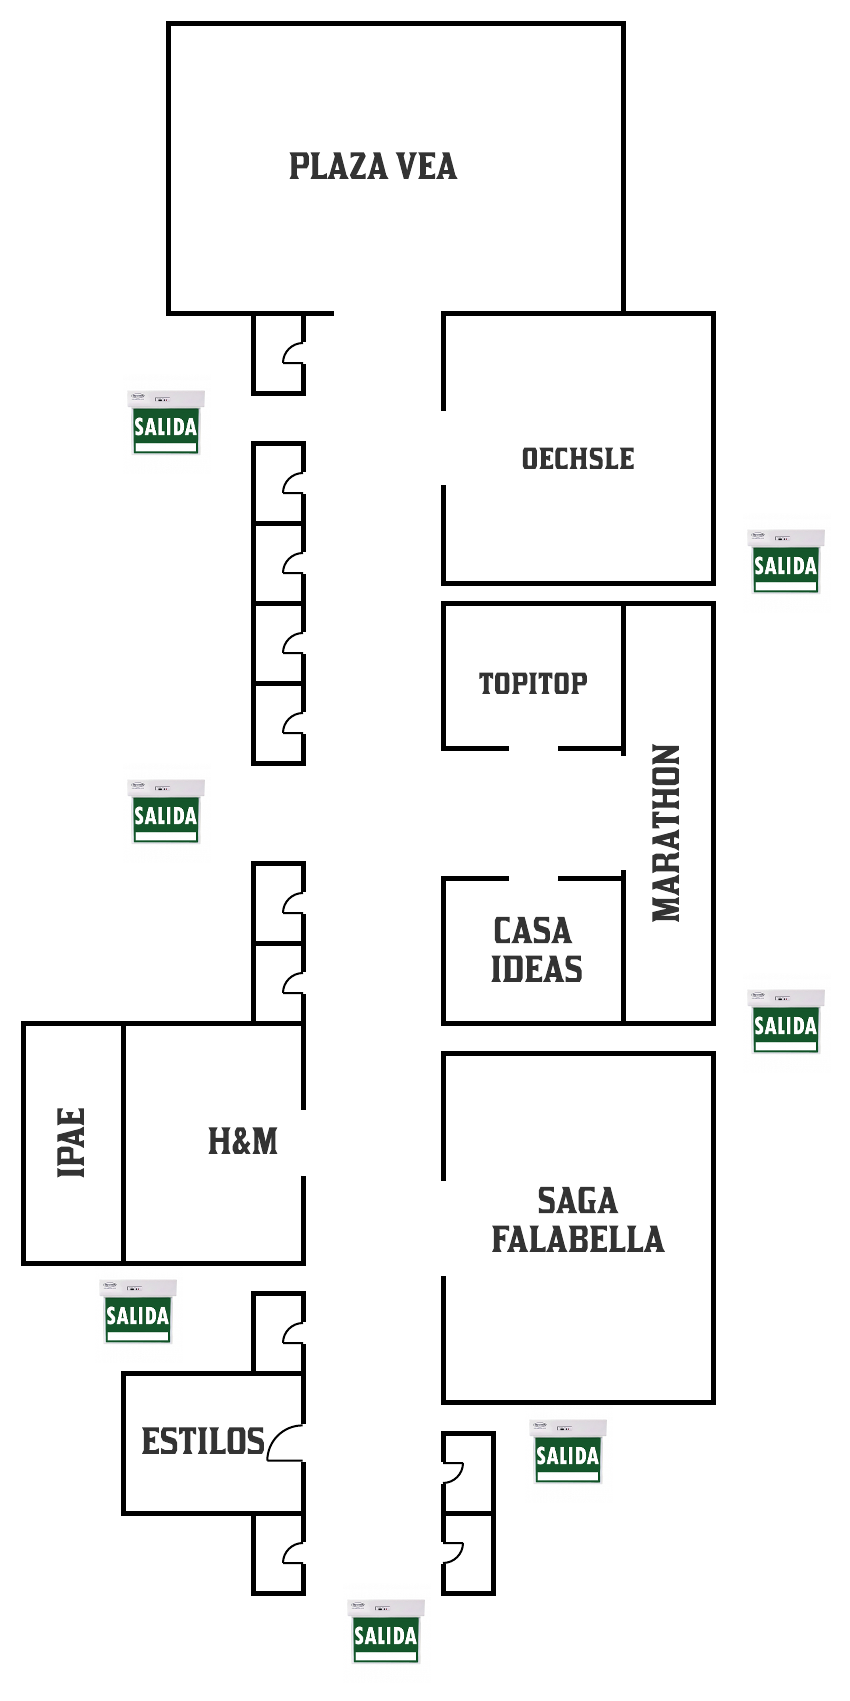 PLAZA VEA
SALIDA
OECHSLE
SALIDA
TOPITOP
MARATHON
SALIDA
CASA
IDEAS
SALIDA
IPAE
H&M
SAGA
FALABELLA
SALIDA
ESTILOS
SALIDA
SALIDA